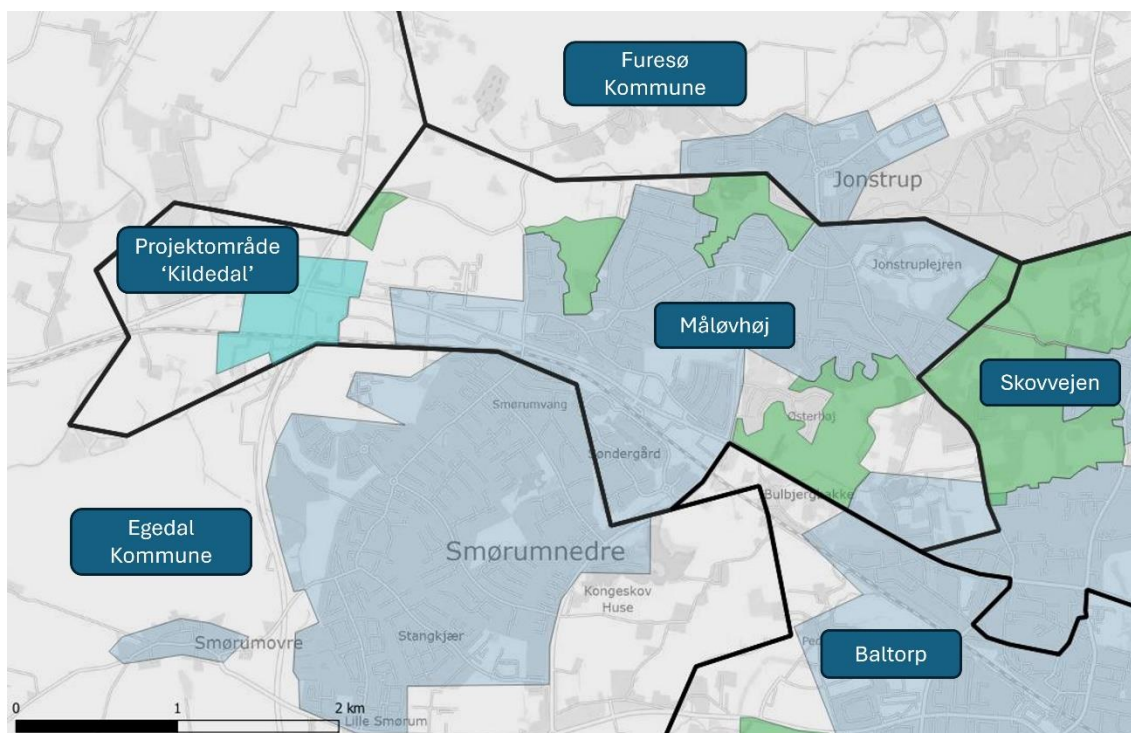 Furesø
Kommune
Jonstrup
Projektområde
‘Kildedal’
Jonstruplejren
Måløvhøj
Skovvejen
Smørumvang
Østerhøj
Søndergård
Bulbjergbakke
Egedal
Kommune
Smørumnedre
Kongeskov
Huse
Smørumovre
Stangkjær
Baltorp
0
1
2 km
Lille Smørum